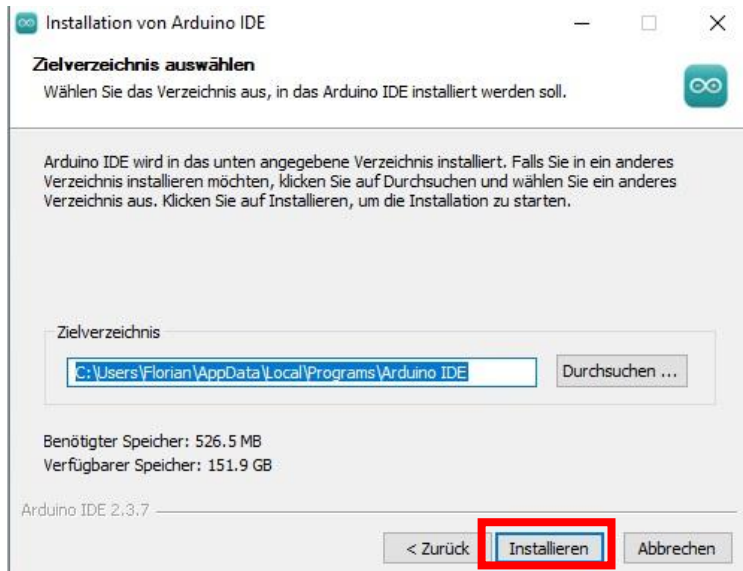 Installation von Arduino IDE
Zielverzeichnis auswählen
Wählen Sie das Verzeichnis aus, in das Arduino IDE installiert werden soll.
Arduino IDE wird in das unten angegebene Verzeichnis installiert. Falls Sie in ein anderes
Verzeichnis installieren möchten, klicken Sie auf Durchsuchen und wählen Sie ein anderes
Verzeichnis aus. Klicken Sie auf Installieren, um die Installation zu starten.
Zielverzeichnis
C:\Users\Florian\AppData\Local\Programs\Arduino IDE
Durchsuchen ...
Benötigter Speicher: 526.5 MB
Verfügbarer Speicher: 151.9 GB
Arduino IDE 2.3.7
< Zurück Installieren Abbrechen